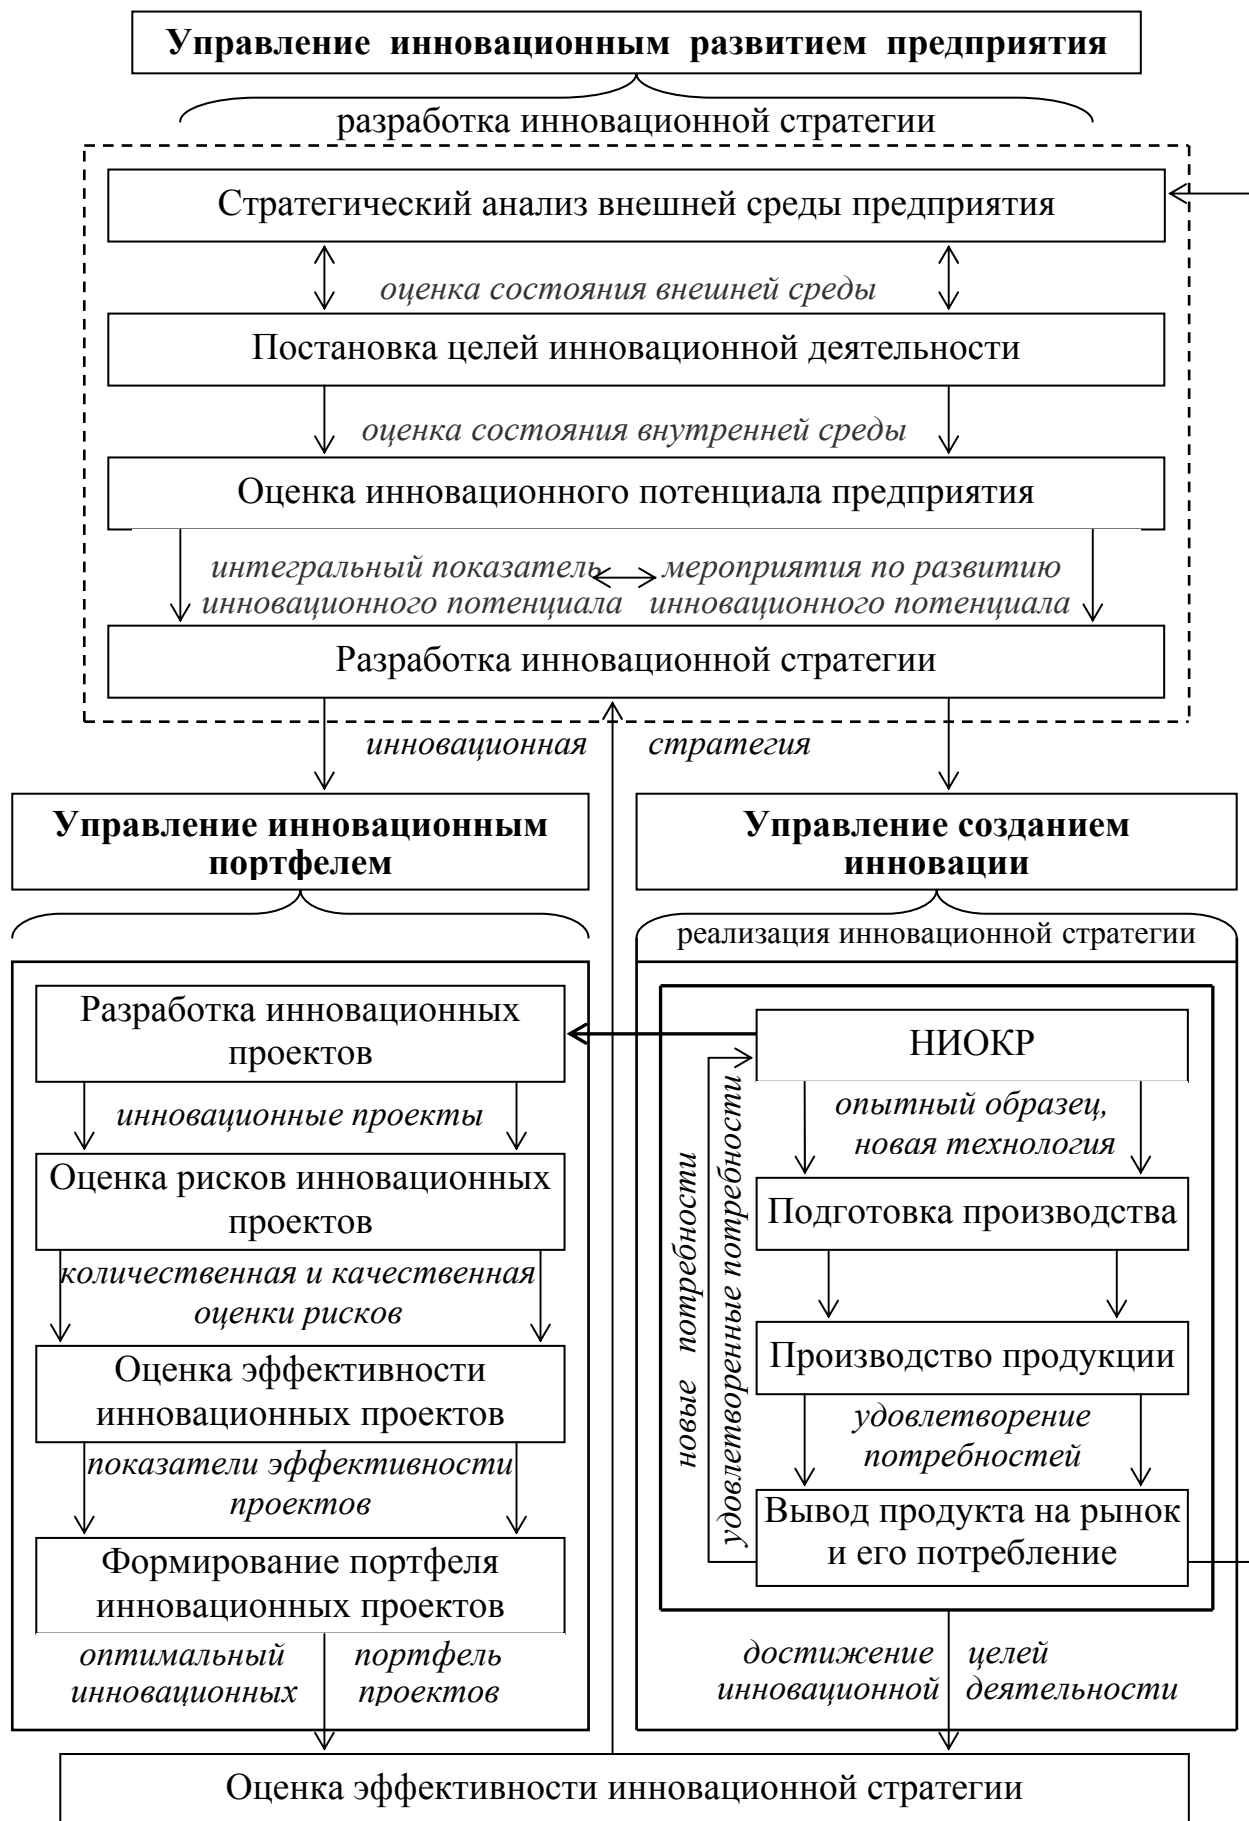 Управление инновационным развитием предприятия
разработка инновационной стратегии
Стратегический анализ внешней среды предприятия
оценка состояния внешней среды
Постановка целей инновационной деятельности
оценка состояния внутренней среды
Оценка инновационного потенциала предприятия
интегральный показатель
инновационного потенциала
мероприятия по развитию
инновационного потенциала
Разработка инновационной стратегии
инновационная стратегия
Управление инновационным
портфелем
Разработка инновационных
проектов
инновационные проекты
Оценка рисков инновационных
проектов
количественная и качественная
оценки рисков
Оценка эффективности
инновационных проектов
показатели эффективности
проектов
Формирование портфеля
инновационных проектов
оптимальный портфель
инновационных проектов
Управление созданием
инновации
реализация инновационной стратегии
НИОКР
опытный образец,
новая технология
Подготовка производства
Производство продукции
удовлетворение
потребностей
Вывод продукта на рынок
и его потребление
новые потребности
удовлетворенные потребности
достижение целей
инновационной деятельности
Оценка эффективности инновационной стратегии